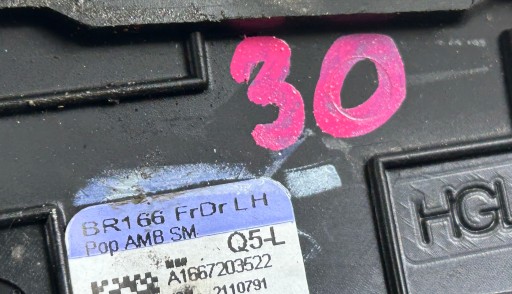 30
BR166 FrDr LH
Pop AMB SM
Q5-L
A1667203522
2110791
HGL